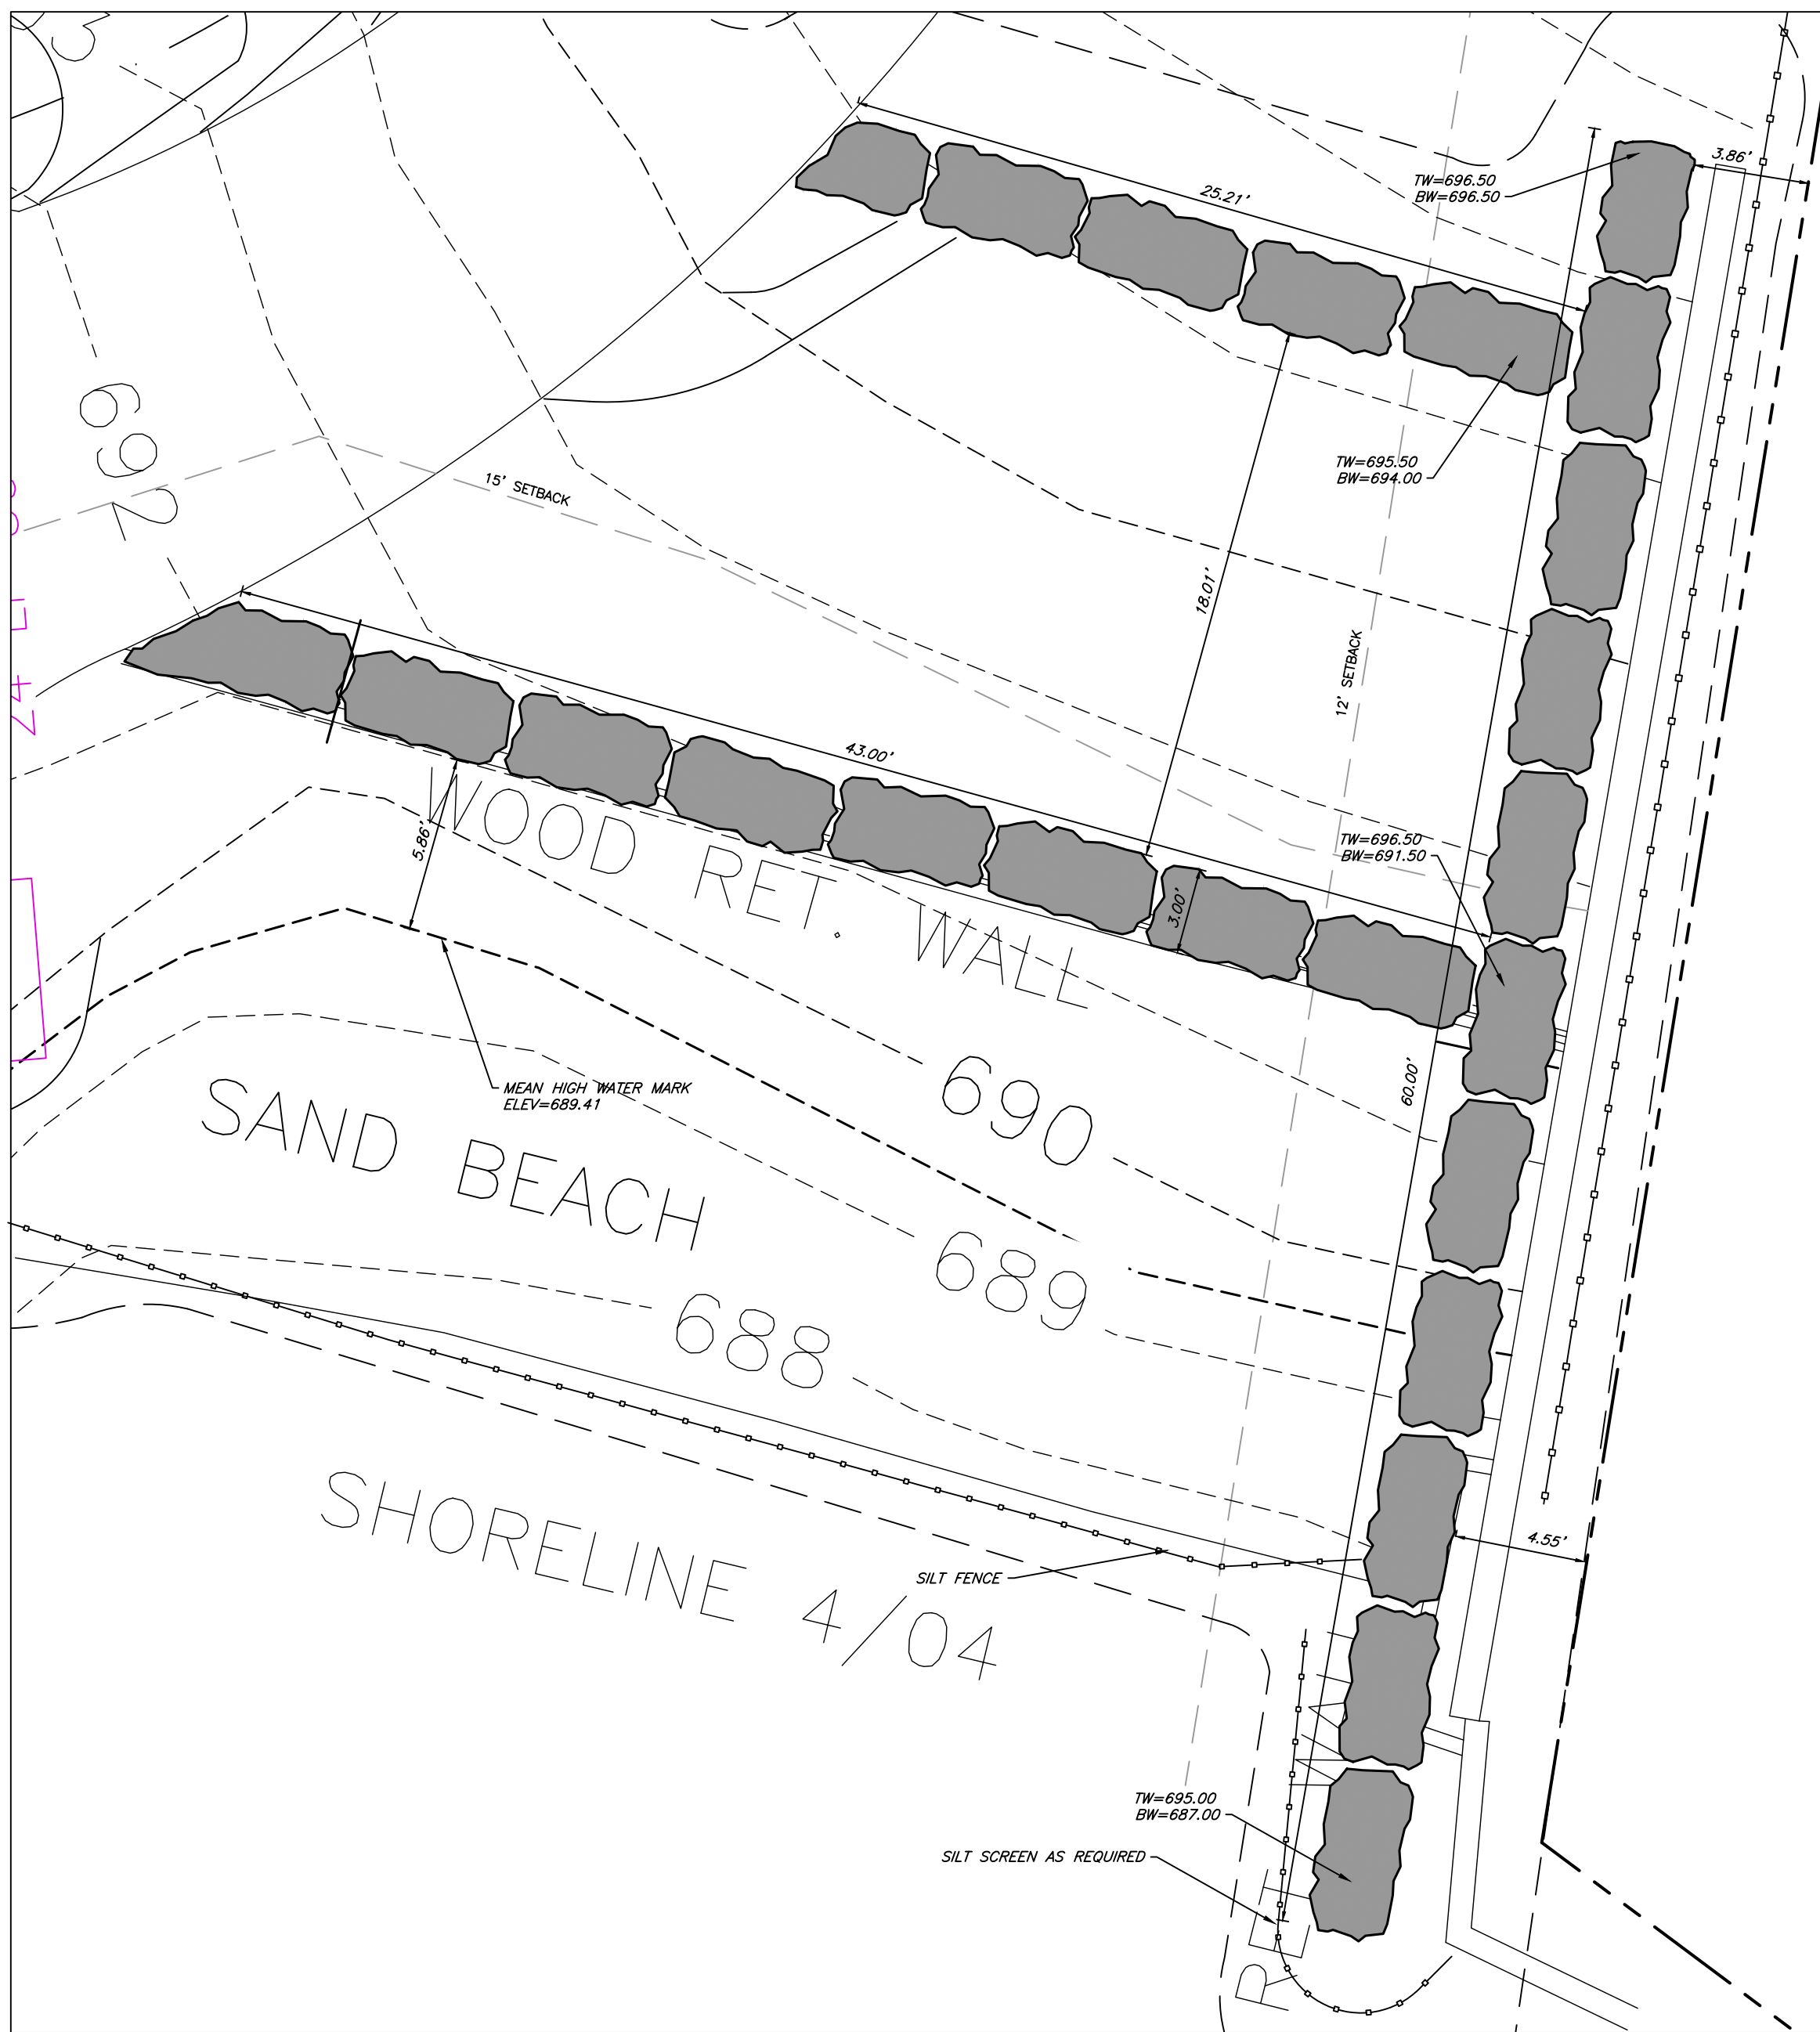 3.86'
TW=696.50
BW=696.50
25.21'
692
TW=695.50
BW=694.00
15' SETBACK
18.01'
12' SETBACK
43.00'
5.86'
WOOD RET. WALL
TW=696.50
BW=691.50
3.00'
60.00'
MEAN HIGH WATER MARK
ELEV=689.41
690
SAND BEACH
689
688
SHORELINE 4/04
SILT FENCE
4.55'
TW=695.00
BW=687.00
SILT SCREEN AS REQUIRED